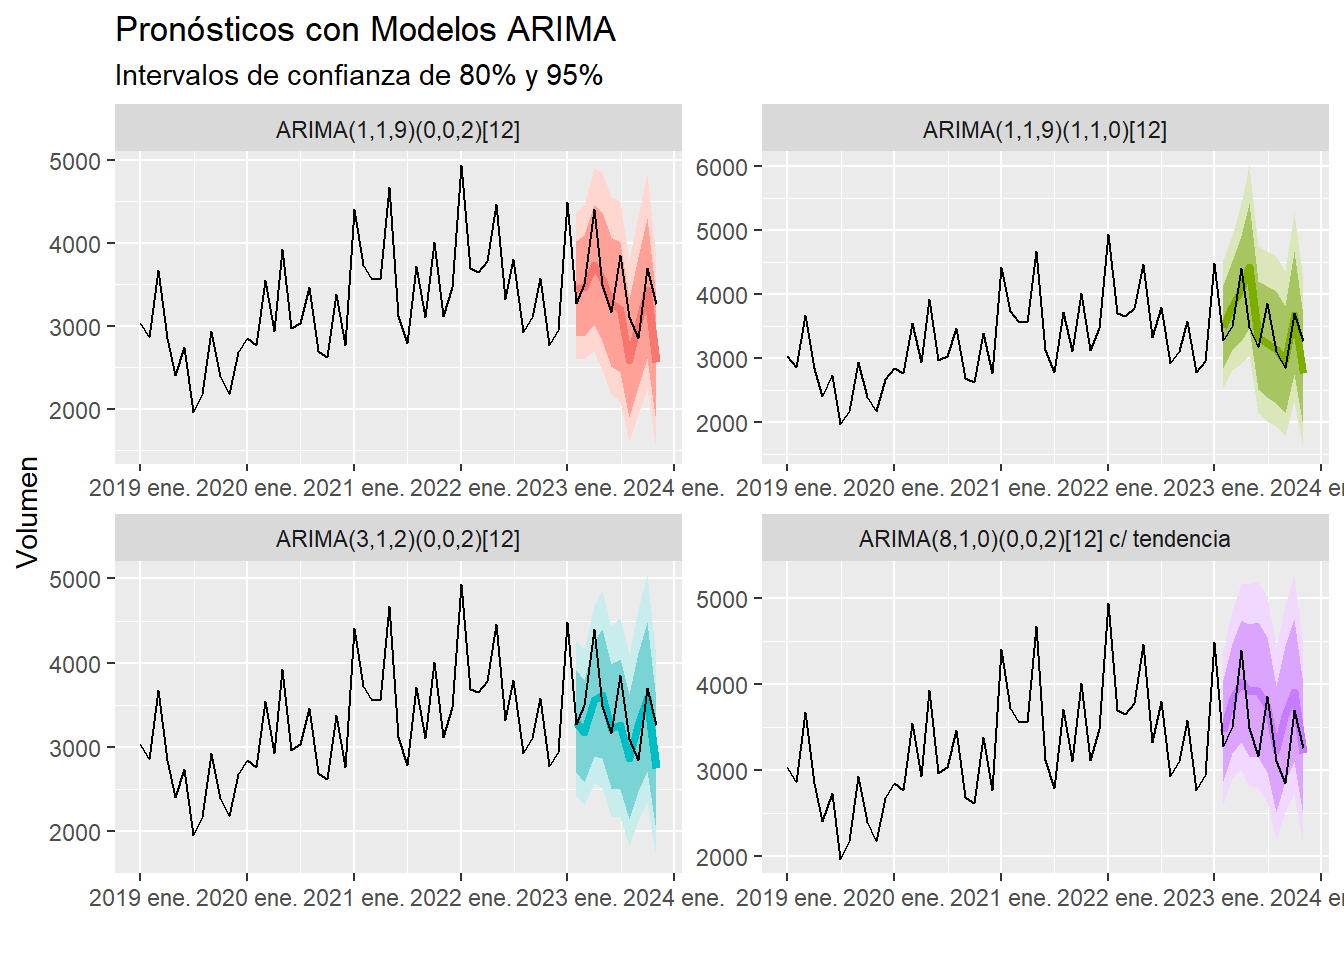 Pronósticos con Modelos ARIMA
Intervalos de confianza de 80% y 95%
Volumen
ARIMA(1,1,9)(0,0,2)[12]
5000
4000
3000
2000
2019 ene. 2020 ene. 2021 ene. 2022 ene. 2023 ene. 2024 ene.
ARIMA(1,1,9)(1,1,0)[12]
6000
5000
4000
3000
2000
2019 ene. 2020 ene. 2021 ene. 2022 ene. 2023 ene. 2024 e
ARIMA(3,1,2)(0,0,2)[12]
5000
4000
3000
2000
2019 ene. 2020 ene. 2021 ene. 2022 ene. 2023 ene. 2024 ene.
ARIMA(8,1,0)(0,0,2)[12] c/ tendencia
5000
4000
3000
2000
2019 ene. 2020 ene. 2021 ene. 2022 ene. 2023 ene. 2024 e